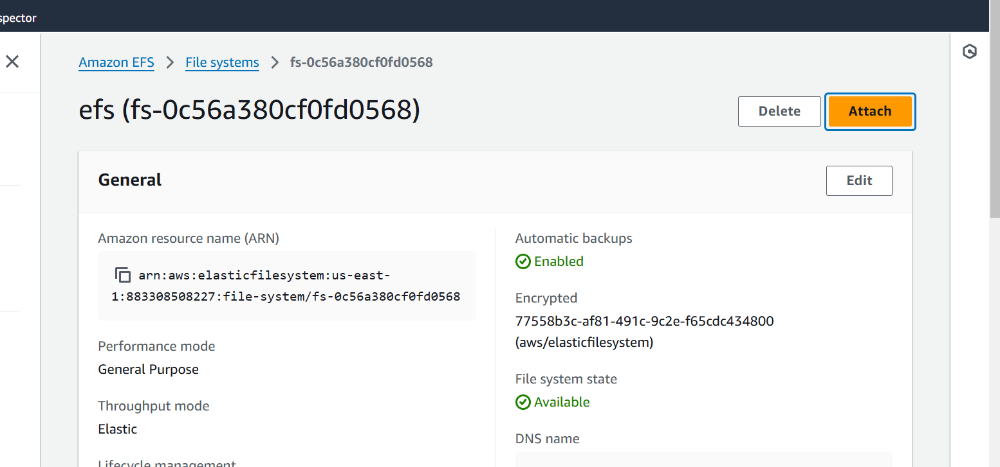 spector
Amazon EFS > File systems > fs-0c56a380cf0fd0568
efs (fs-0c56a380cf0fd0568)
Delete
Attach
General
Edit
Amazon resource name (ARN)
arn:aws:elasticfilesystem:us-east-
1:883308508227:file-system/fs-0c56a380cf0fd0568
Performance mode
General Purpose
Throughput mode
Elastic
Lifecycle management
Automatic backups
Enabled
Encrypted
77558b3c-af81-491c-9c2e-f65cdc434800
(aws/elasticfilesystem)
File system state
Available
DNS name